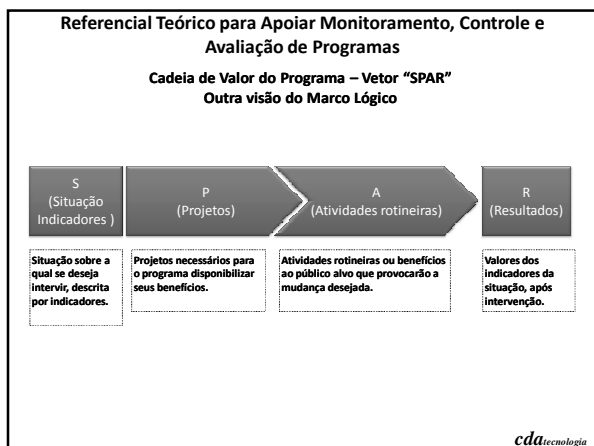 Referencial Teórico para Apoiar Monitoramento, Controle e
Avaliação de Programas
Cadeia de Valor do Programa – Vetor “SPAR”
Outra visão do Marco Lógico
S
(Situação
Indicadores )
P
(Projetos)
A
(Atividades rotineiras)
R
(Resultados)
Situação sobre a
qual se deseja
intervir, descrita
por indicadores.
Projetos necessários para
o programa disponibilizar
seus benefícios.
Atividades rotineiras ou benefícios
ao público alvo que provocarão a
mudança desejada.
Valores dos
indicadores da
situação, após
intervenção.
cdatecnologia